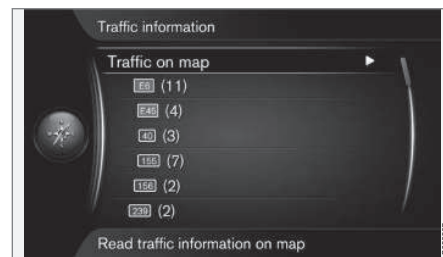 Traffic information
Traffic on map
E6 (11)
E45 (4)
40 (3)
155 (7)
156 (2)
239 (2)
Read traffic information on map